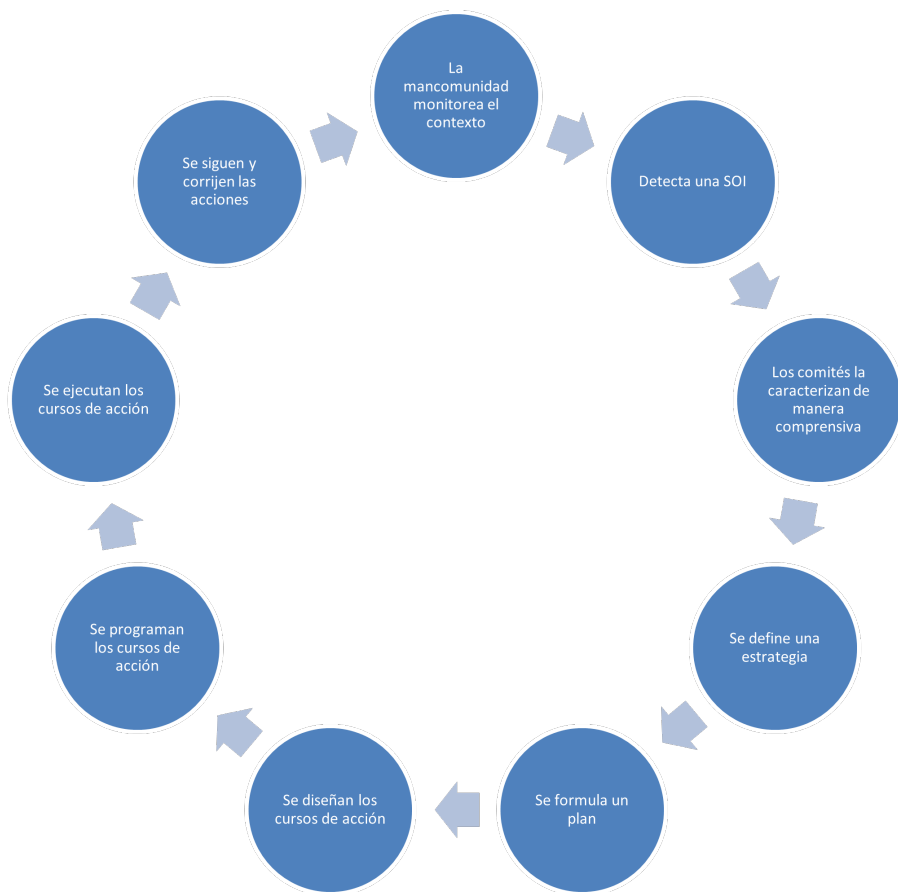 La
mancomunidad
monitorea el
contexto
Detecta una SOI
Los comités la
caracterizan de
manera
comprensiva
Se define una
estrategia
Se formula un
plan
Se diseñan los
cursos de acción
Se programan
los cursos de
acción
Se ejecutan los
cursos de acción
Se siguen y
corrijen las
acciones